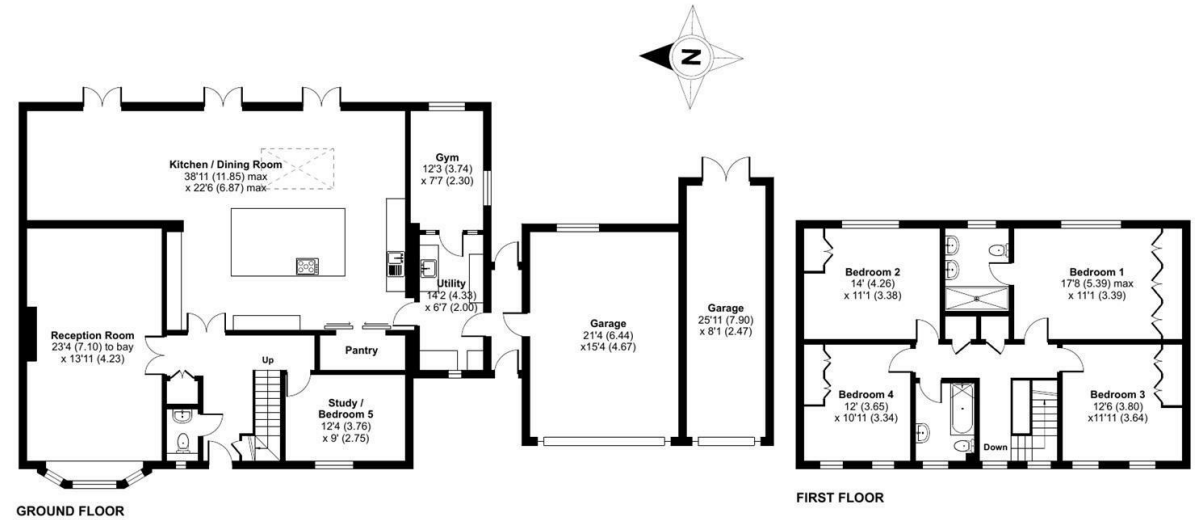 N
Kitchen / Dining Room
38'11 (11.85) max
x 22'6 (6.87) max
Gym
12'3 (3.74)
x 7'7 (2.30)
Utility
14'2 (4.33)
x 6'7 (2.00)
Reception Room
23'4 (7.10) to bay
x 13'11 (4.23)
Up
Pantry
Study /
Bedroom 5
12'4 (3.76)
x 9' (2.75)
Garage
21'4 (6.44)
x15'4 (4.67)
Garage
25'11 (7.90)
x 8'1 (2.47)
GROUND FLOOR
Bedroom 2
14' (4.26)
x 11'1 (3.38)
Bedroom 1
17'8 (5.39) max
x 11'1 (3.39)
Bedroom 4
12' (3.65)
x 10'11 (3.34)
Down
Bedroom 3
12'6 (3.80)
x11'11 (3.64)
FIRST FLOOR